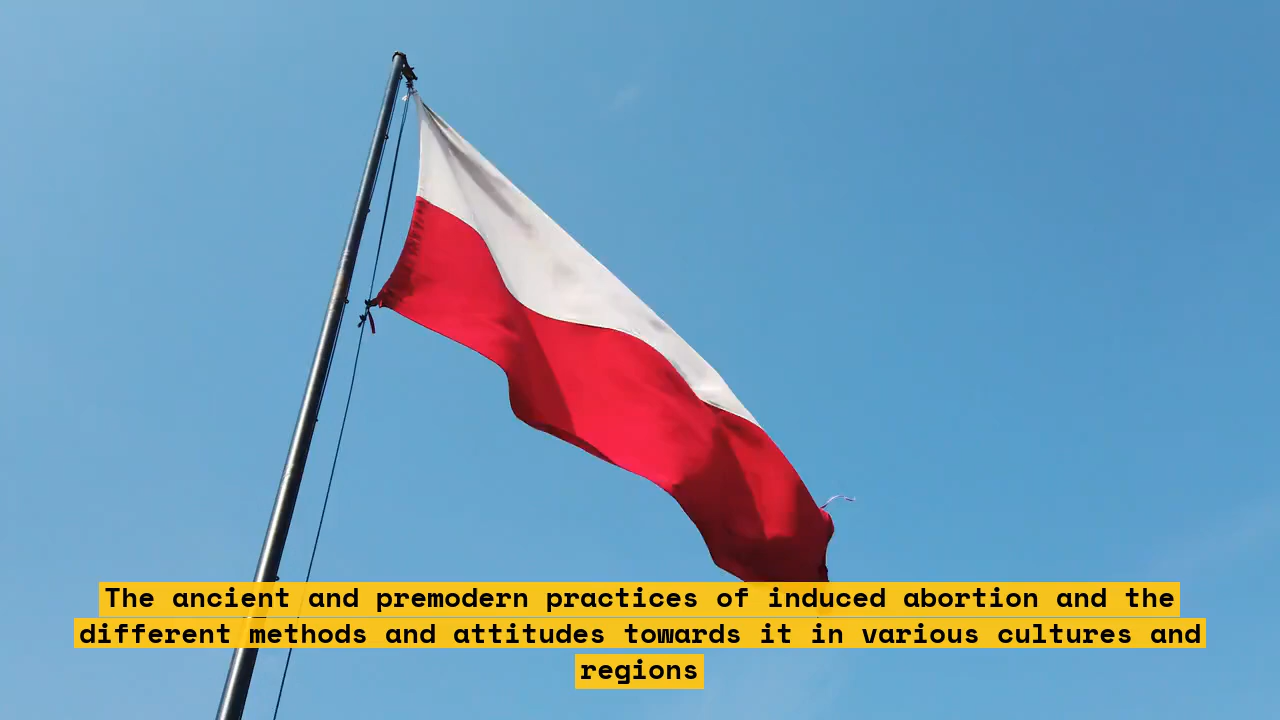 The ancient and premodern practices of induced abortion and the
different methods and attitudes towards it in various cultures and
regions